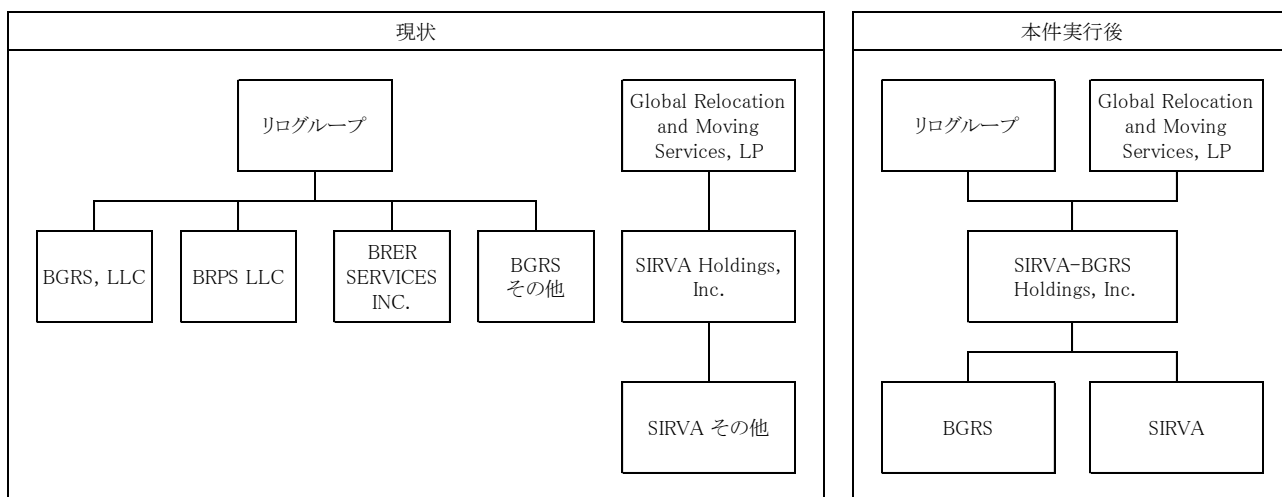 現状
リログループ
Global Relocation
and Moving
Services, LP
BGRS, LLC
BRPS LLC
BRER
SERVICES
INC.
BGRS
その他
SIRVA Holdings,
Inc.
SIRVA その他
本件実行後
リログループ
Global Relocation
and Moving
Services, LP
SIRVA-BGRS
Holdings, Inc.
BGRS
SIRVA